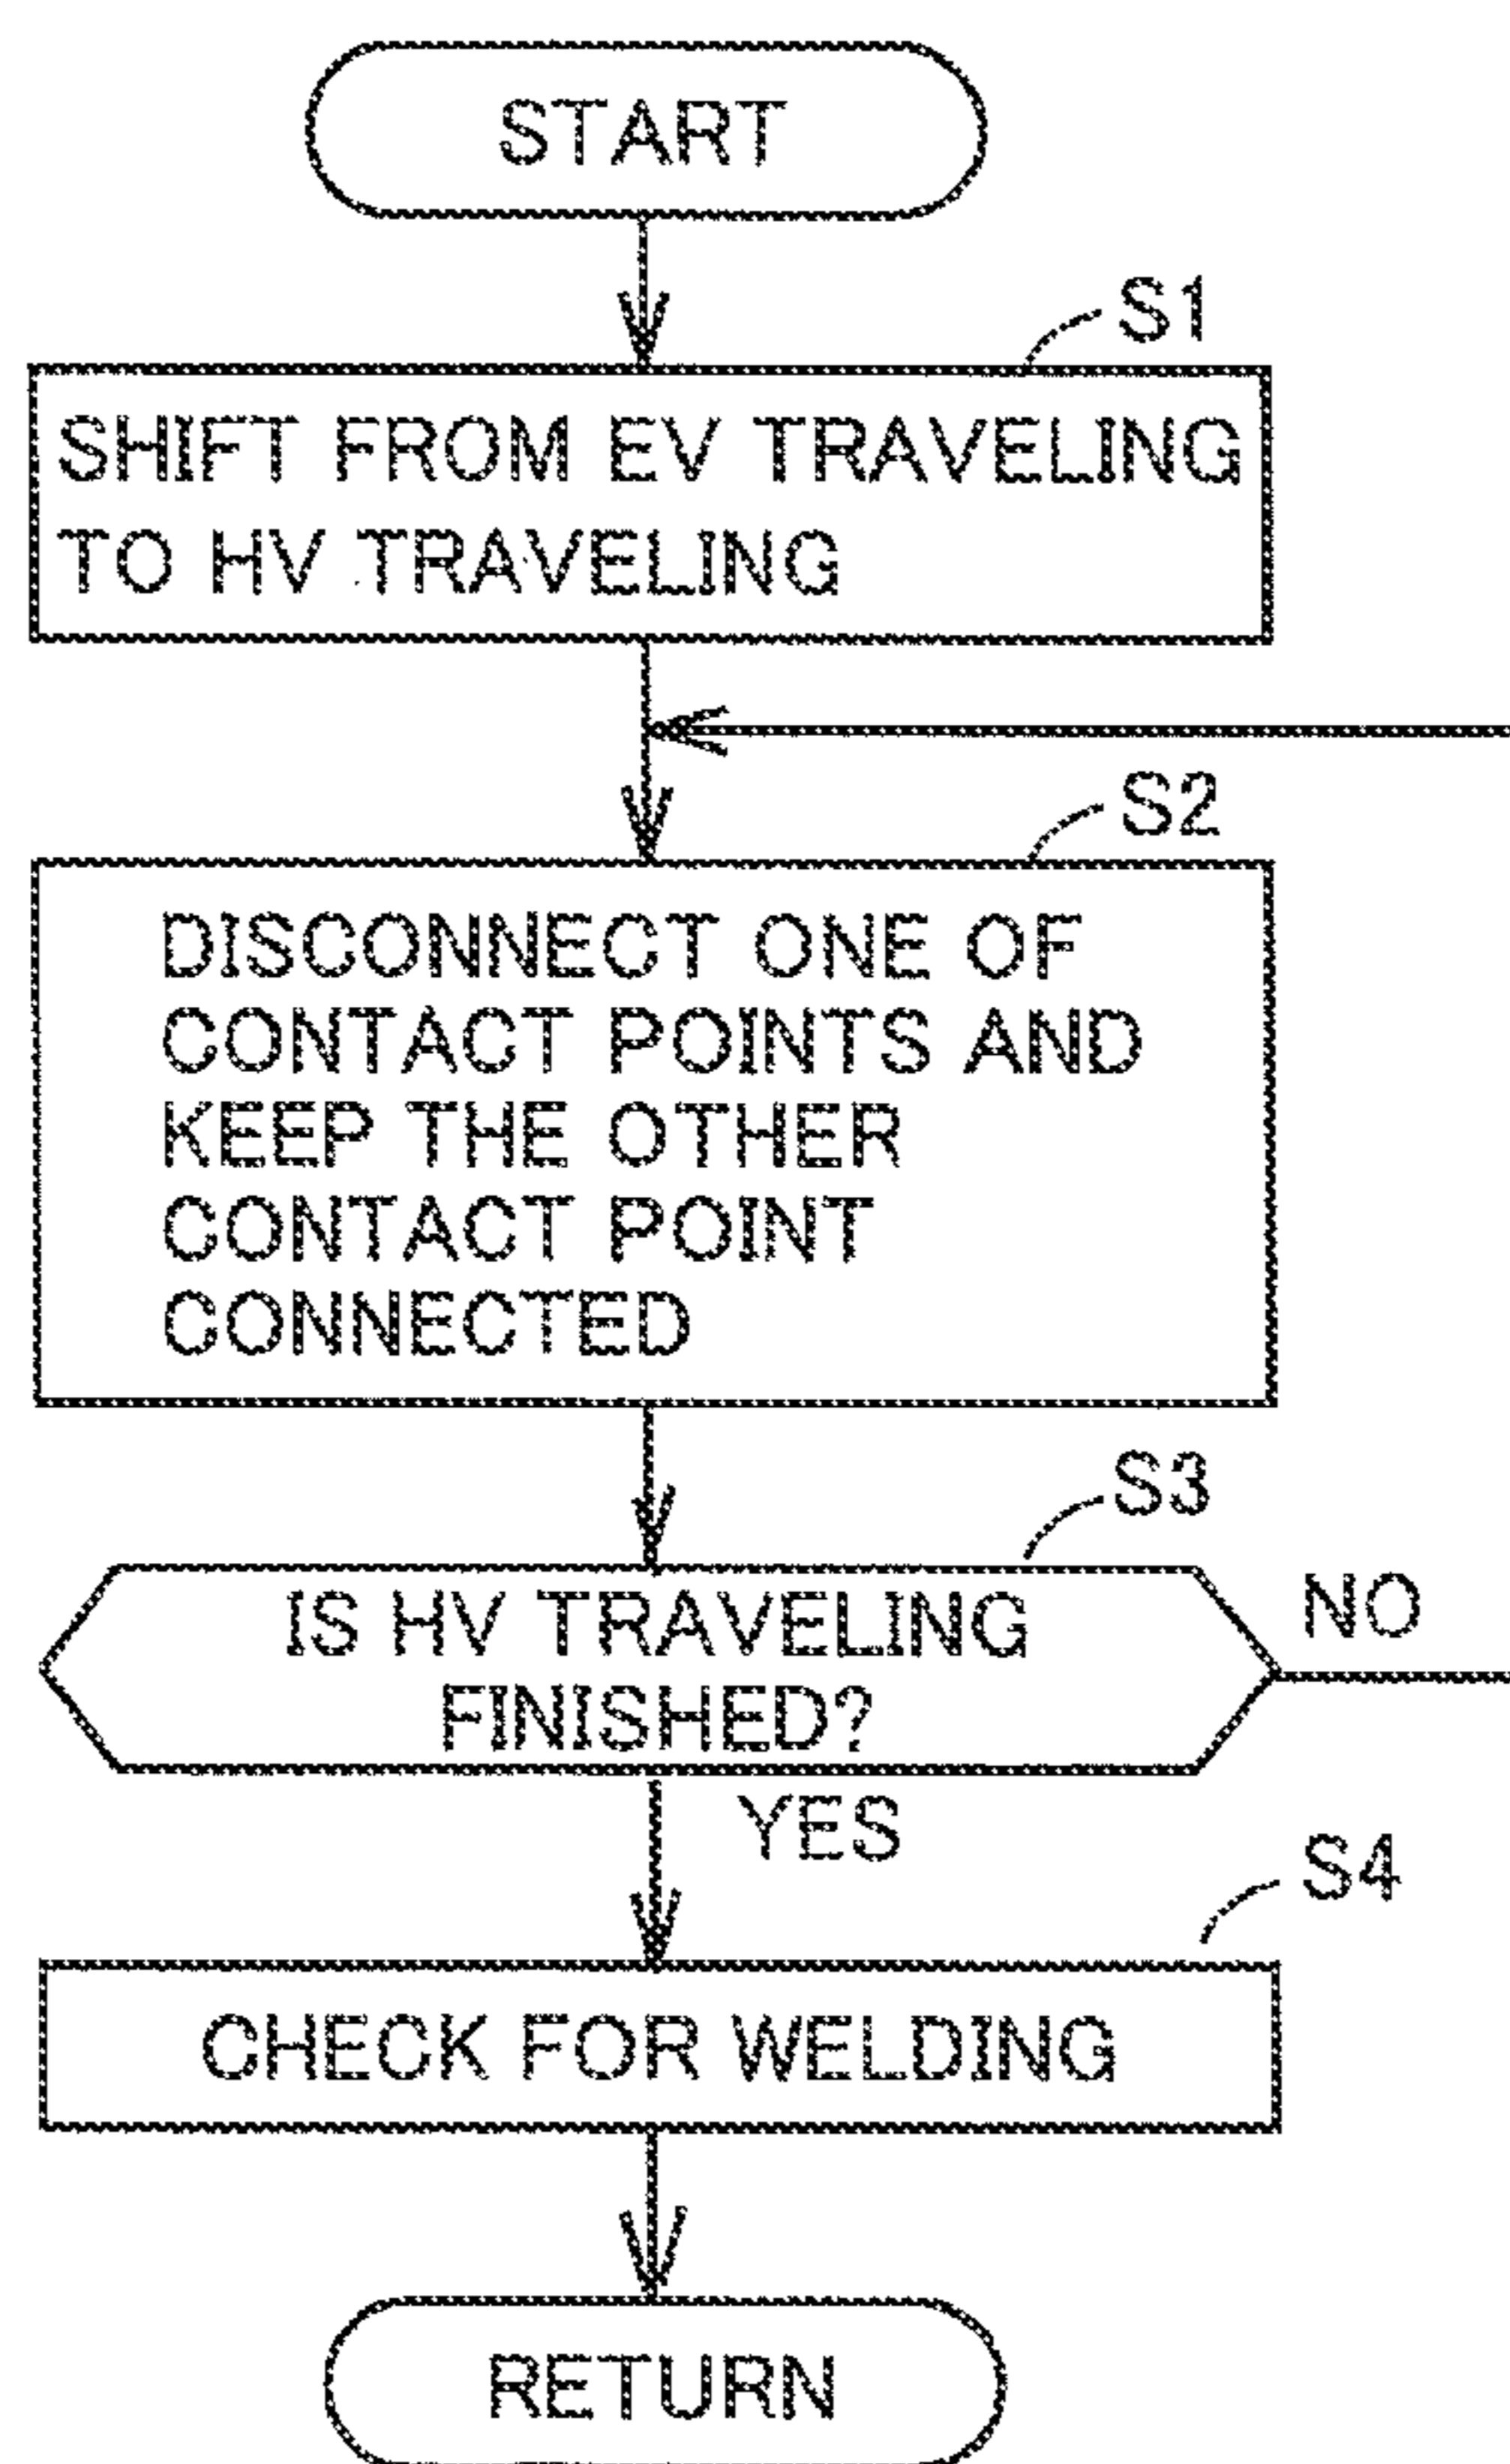 START
S1
SHIFT FROM EV TRAVELING
TO HV TRAVELING
S2
DISCONNECT ONE OF
CONTACT POINTS AND
KEEP THE OTHER
CONTACT POINT
CONNECTED
S3
IS HV TRAVELING
FINISHED?
NO
YES
S4
CHECK FOR WELDING
RETURN